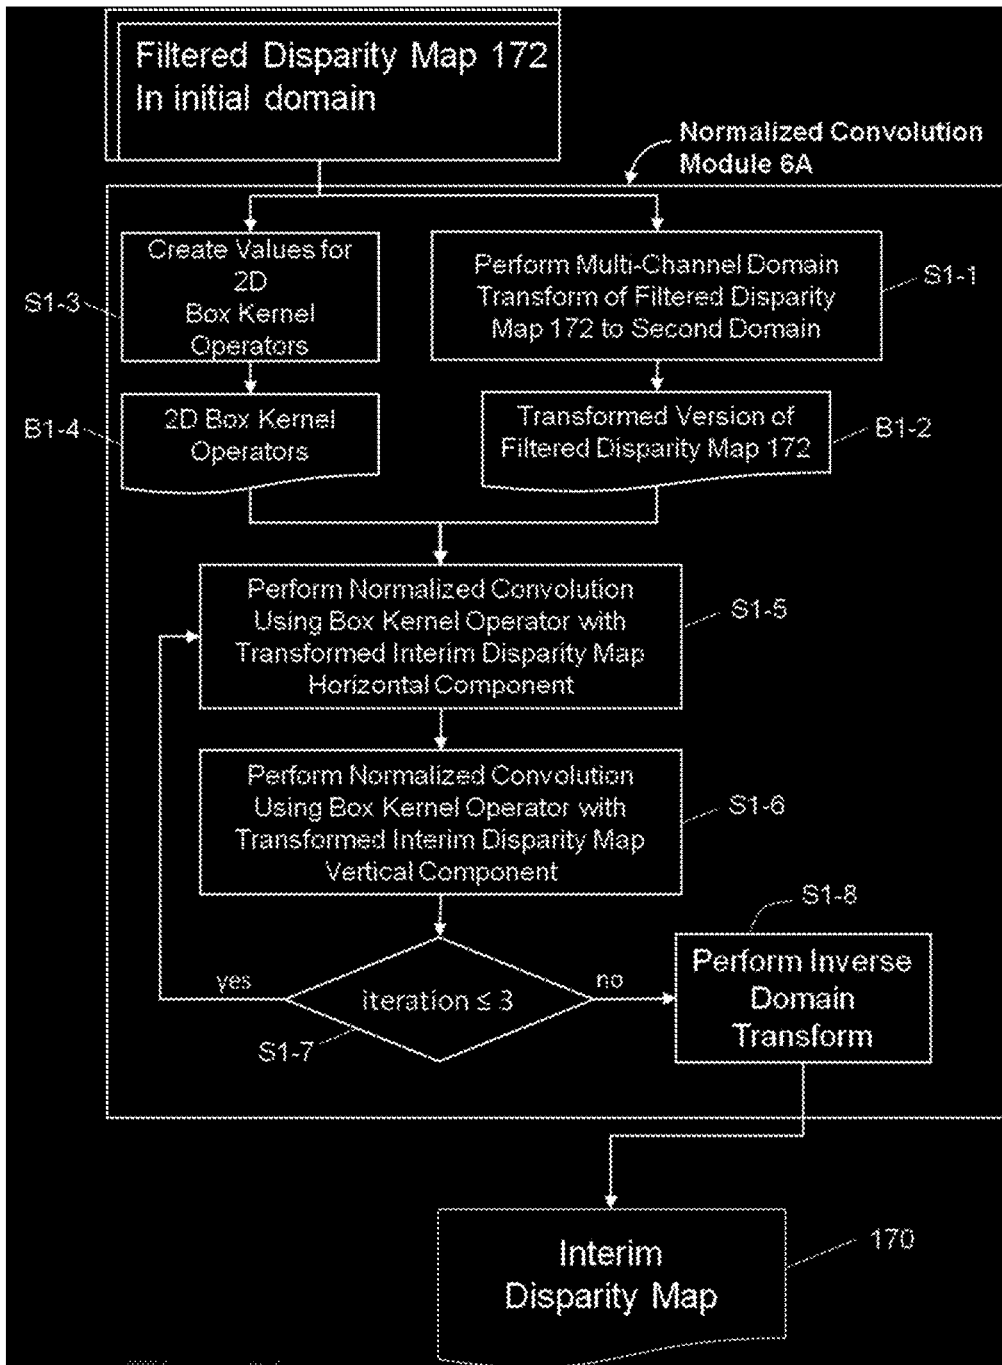 Filtered Disparity Map 172
In initial domain
Normalized Convolution
Module 6A
Create Values for
2D
Box Kernel
Operators
S1-3
Perform Multi-Channel Domain
Transform of Filtered Disparity
Map 172 to Second Domain
S1-1
2D Box Kernel
Operators
B1-4
Transformed Version of
Filtered Disparity Map 172
B1-2
Perform Normalized Convolution
Using Box Kernel Operator with
Transformed Interim Disparity Map
Horizontal Component
S1-5
Perform Normalized Convolution
Using Box Kernel Operator with
Transformed Interim Disparity Map
Vertical Component
S1-6
yes
iteration ≤ 3
no
S1-7
S1-8
Perform Inverse
Domain
Transform
Interim
Disparity Map
170